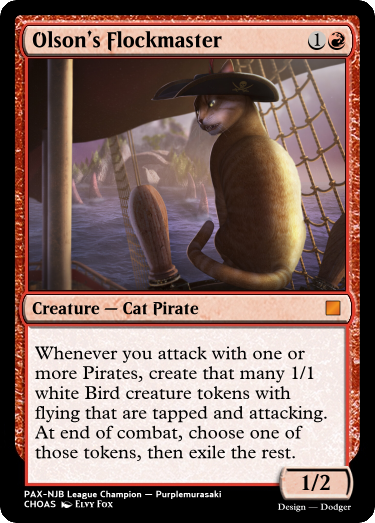 Olson's Flockmaster 1
Creature — Cat Pirate
Whenever you attack with one or
more Pirates, create that many 1/1
white Bird creature tokens with
flying that are tapped and attacking.
At end of combat, choose one of
those tokens, then exile the rest.
1/2
PAX-NJB League Champion — Purplemurasaki
CHOAS Elvy Fox
Design — Dodger